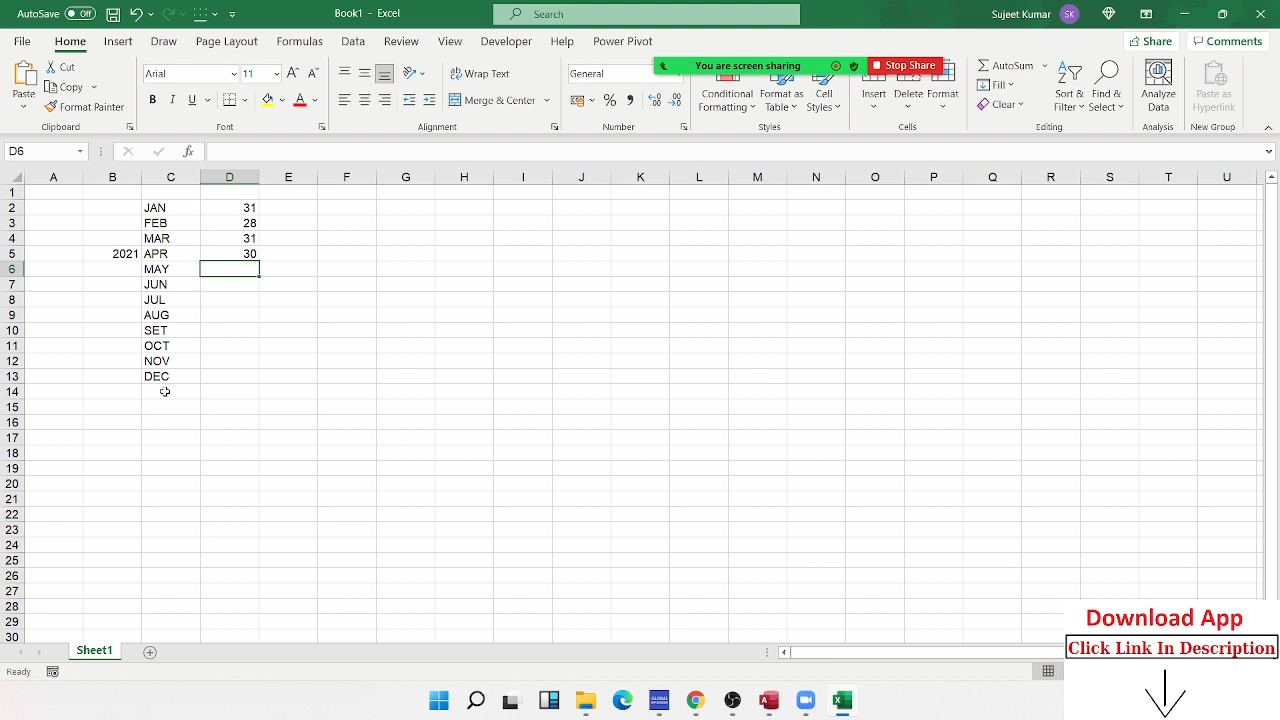 AutoSave Off Book1 - Excel Search Sujeet Kumar SK
File Home Insert Draw Page Layout Formulas Data Review View Developer Help Power Pivot Share Comments
You are screen sharing Stop Share
Paste Cut Copy Format Painter Clipboard
Arial 11 B I U A Font
Wrap Text Merge & Center Alignment
General % , Number
Conditional Formatting Format as Table Cell Styles Styles
Insert Delete Format Cells
AutoSum Fill Clear Sort & Filter Find & Select Editing
Analyze Data Analysis
Paste as Hyperlink New Group
D6 fx
A B C D E F G H I J K L M N O P Q R S T U
1
2 JAN 31
3 FEB 28
4 MAR 31
5 2021 APR 30
6 MAY
7 JUN
8 JUL
9 AUG
10 SET
11 OCT
12 NOV
13 DEC
14
15
16
17
18
19
20
21
22
23
24
25
26
27
28
29
30
Download App
Click Link In Description
Sheet1
Ready